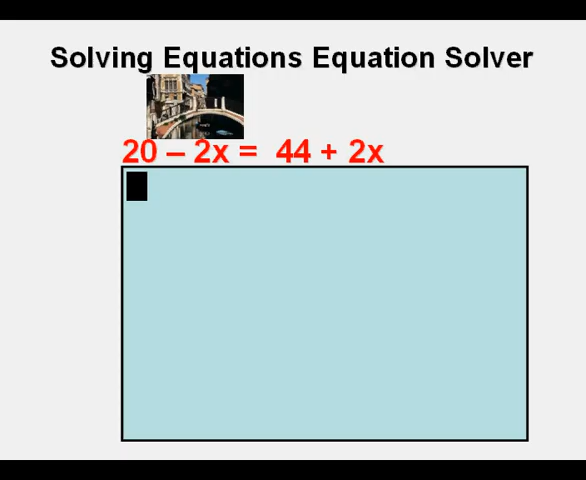 Solving Equations Equation Solver
20 – 2x = 44 + 2x